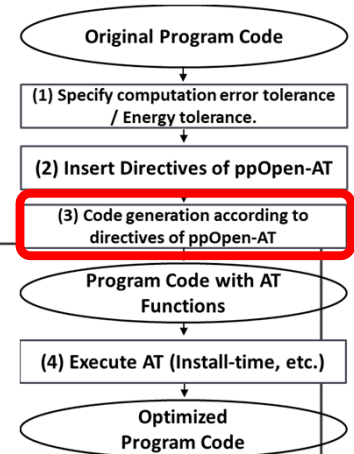 Original Program Code
(1) Specify computation error tolerance
/ Energy tolerance.
(2) Insert Directives of ppOpen-AT
(3) Code generation according to
directives of ppOpen-AT
Program Code with AT
Functions
(4) Execute AT (Install-time, etc.)
Optimized
Program Code